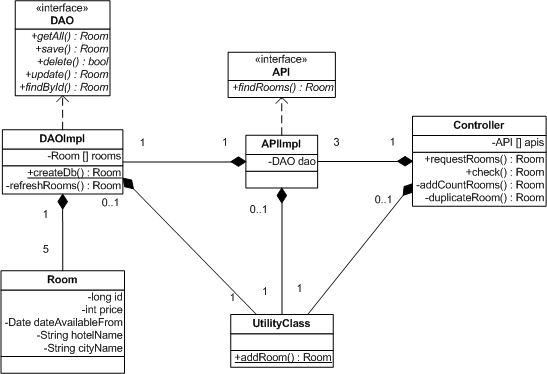 «interface»
DAO
+getAll() : Room
+save() : Room
+delete() : bool
+update() : Room
+findById() : Room
«interface»
API
+findRooms() : Room
DAOImpl
-Room [] rooms
+createDb() : Room
-refreshRooms() : Room
1
1
APIImpl
-DAO dao
3
1
Controller
-API [] apis
+requestRooms() : Room
+check() : Room
-addCountRooms() : Room
-duplicateRoom() : Room
0..1
0..1
0..1
1
5
1
1
1
Room
-long id
-int price
-Date dateAvailableFrom
-String hotelName
-String cityName
UtilityClass
+addRoom() : Room